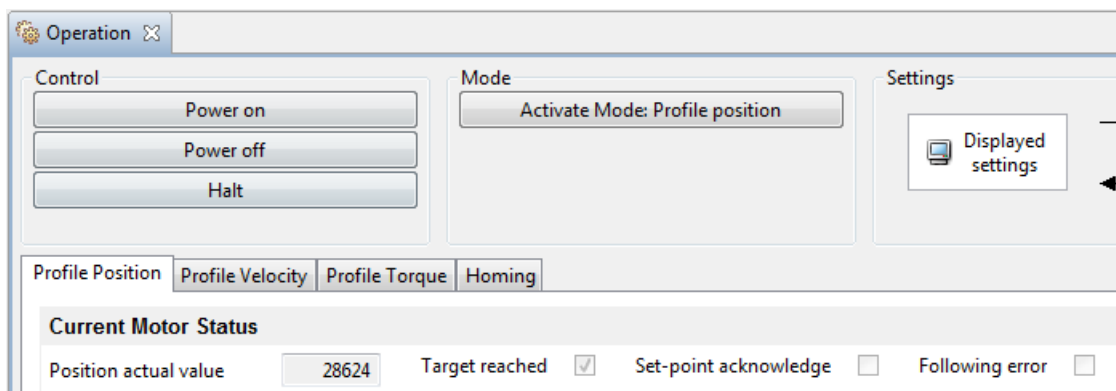 Operation
Control
Mode
Settings
Power on
Activate Mode: Profile position
Power off
Displayed
settings
Halt
Profile Position Profile Velocity Profile Torque Homing
Current Motor Status
Position actual value 28624 Target reached Set-point acknowledge Following error